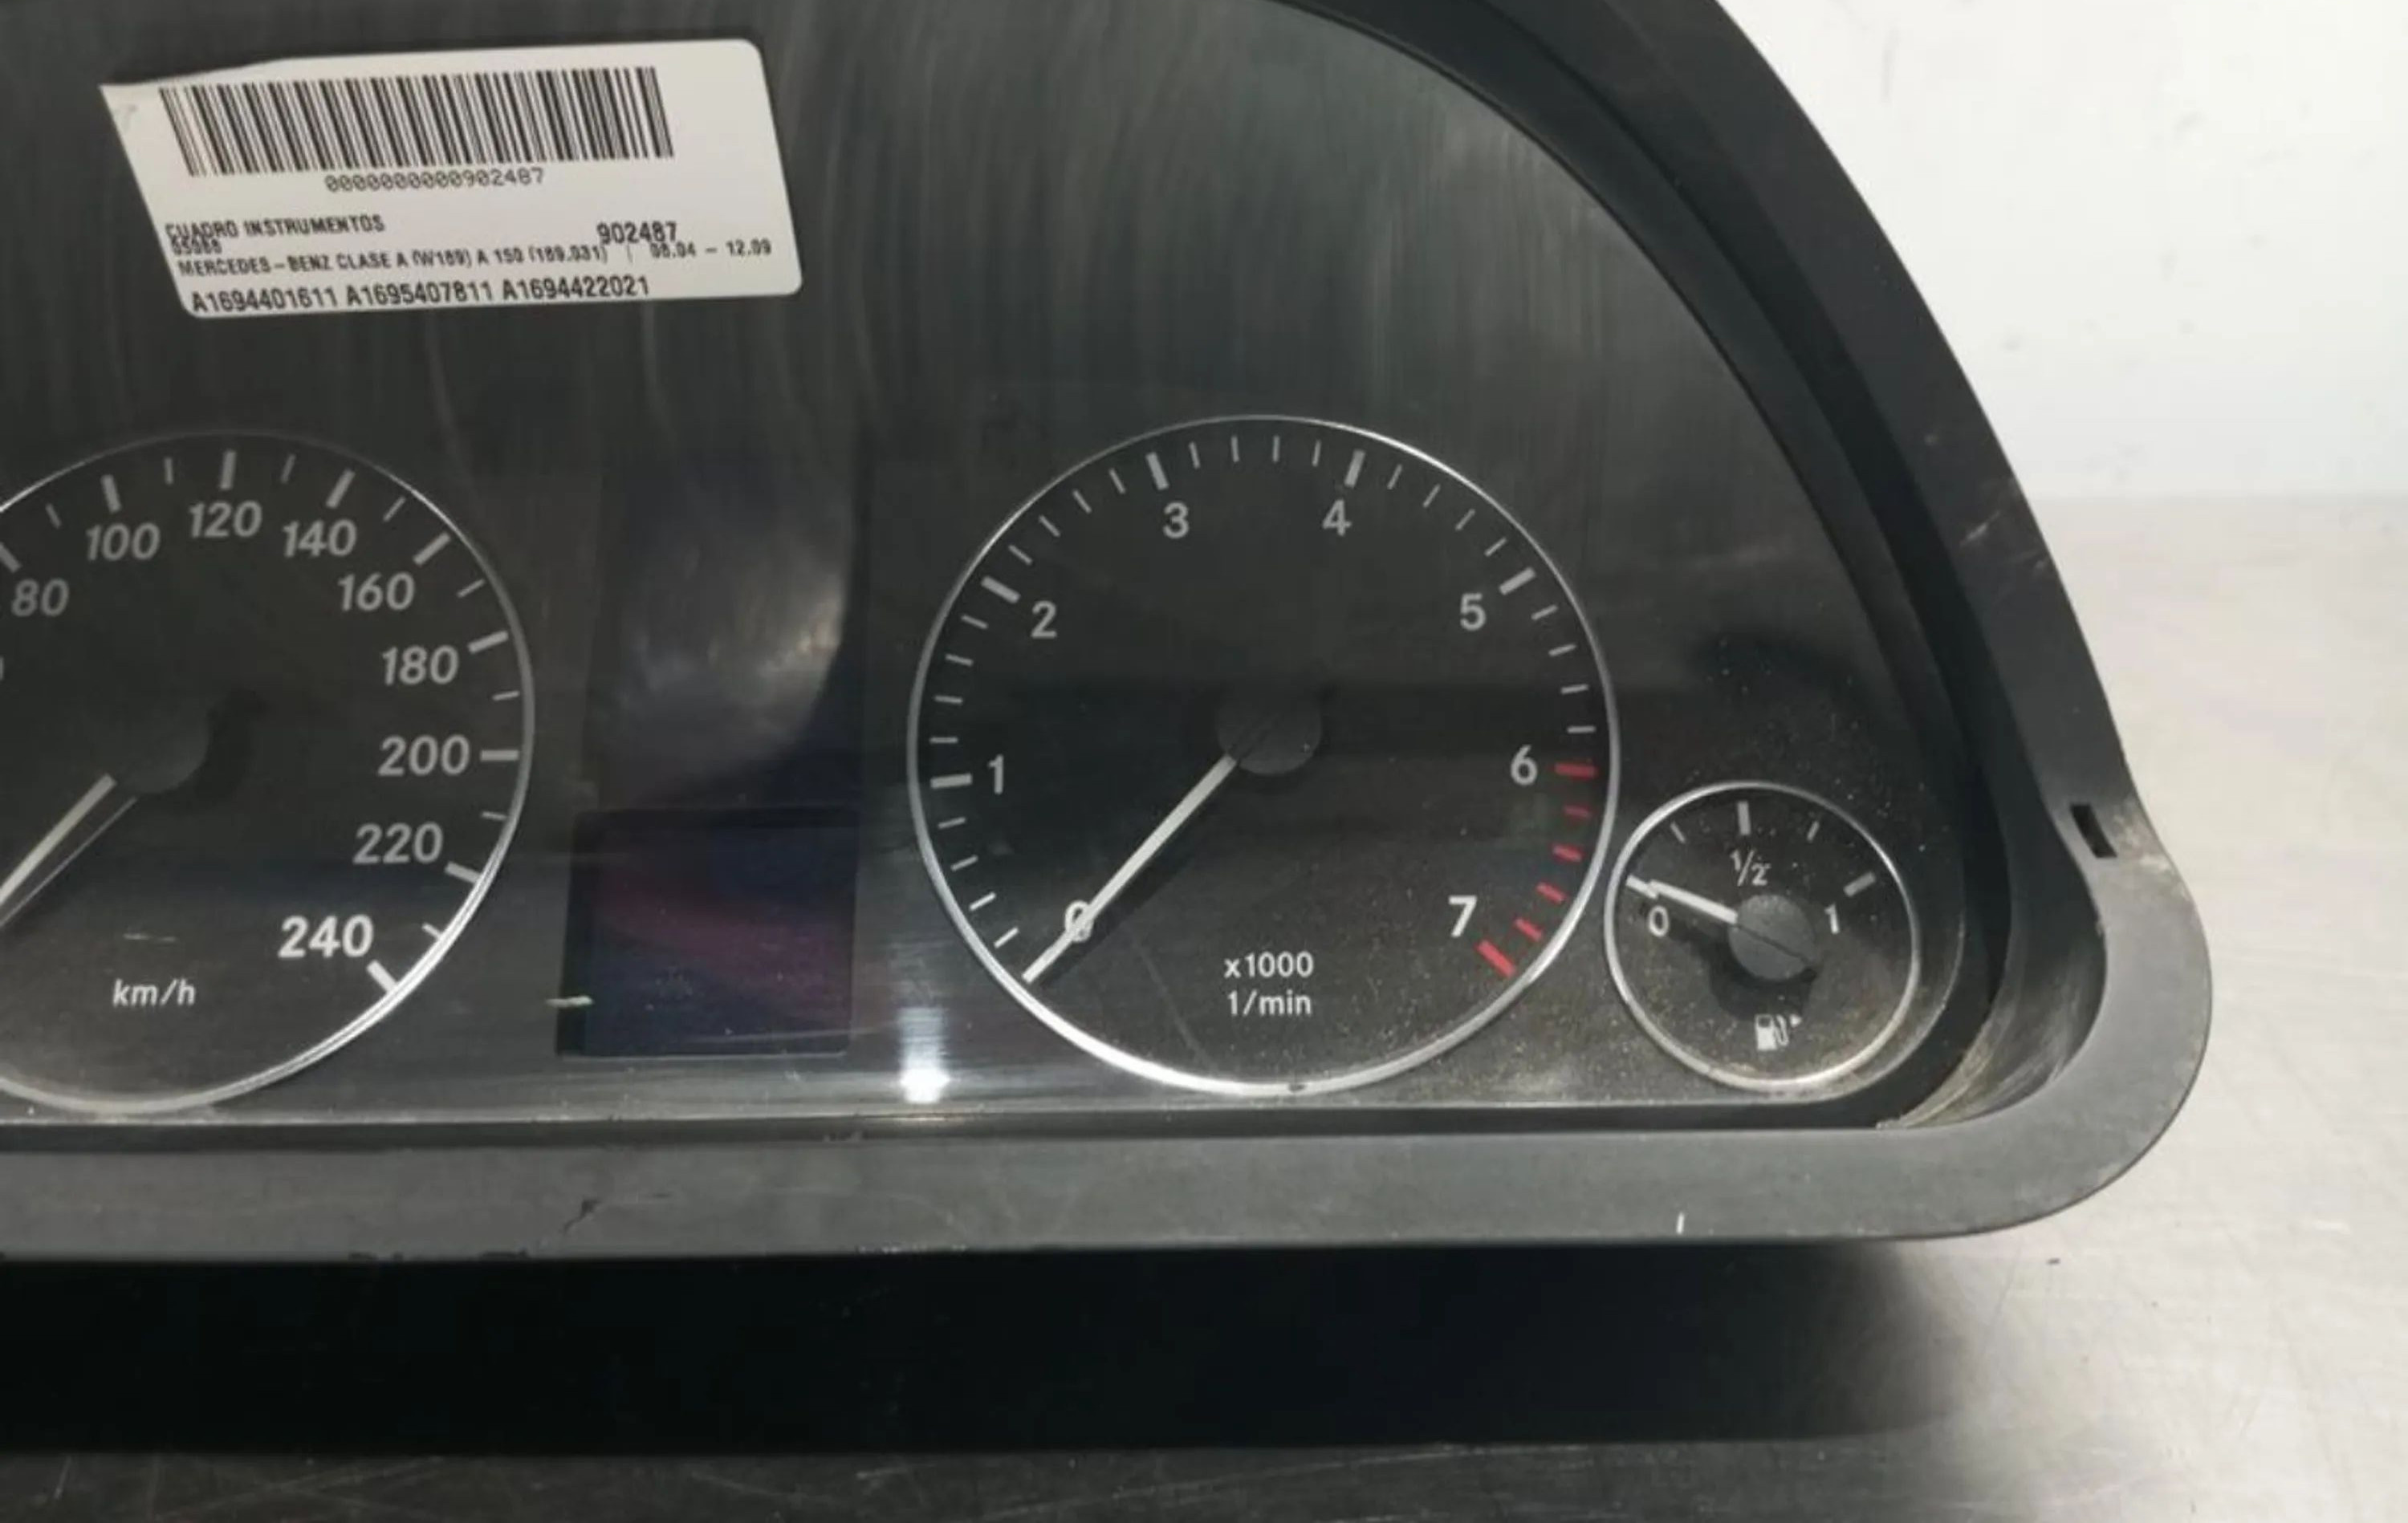 0000000000902487
CUADRO INSTRUMENTOS 902487
MERCEDES-BENZ CLASE A (W169) A 150 (169.031) | 08.04 - 12.09
A1694401611 A1695407811 A1694422021
80 100 120 140 160 180 200 220 240
km/h
0 1 2 3 4 5 6 7
x1000
1/min
0 1/2 1